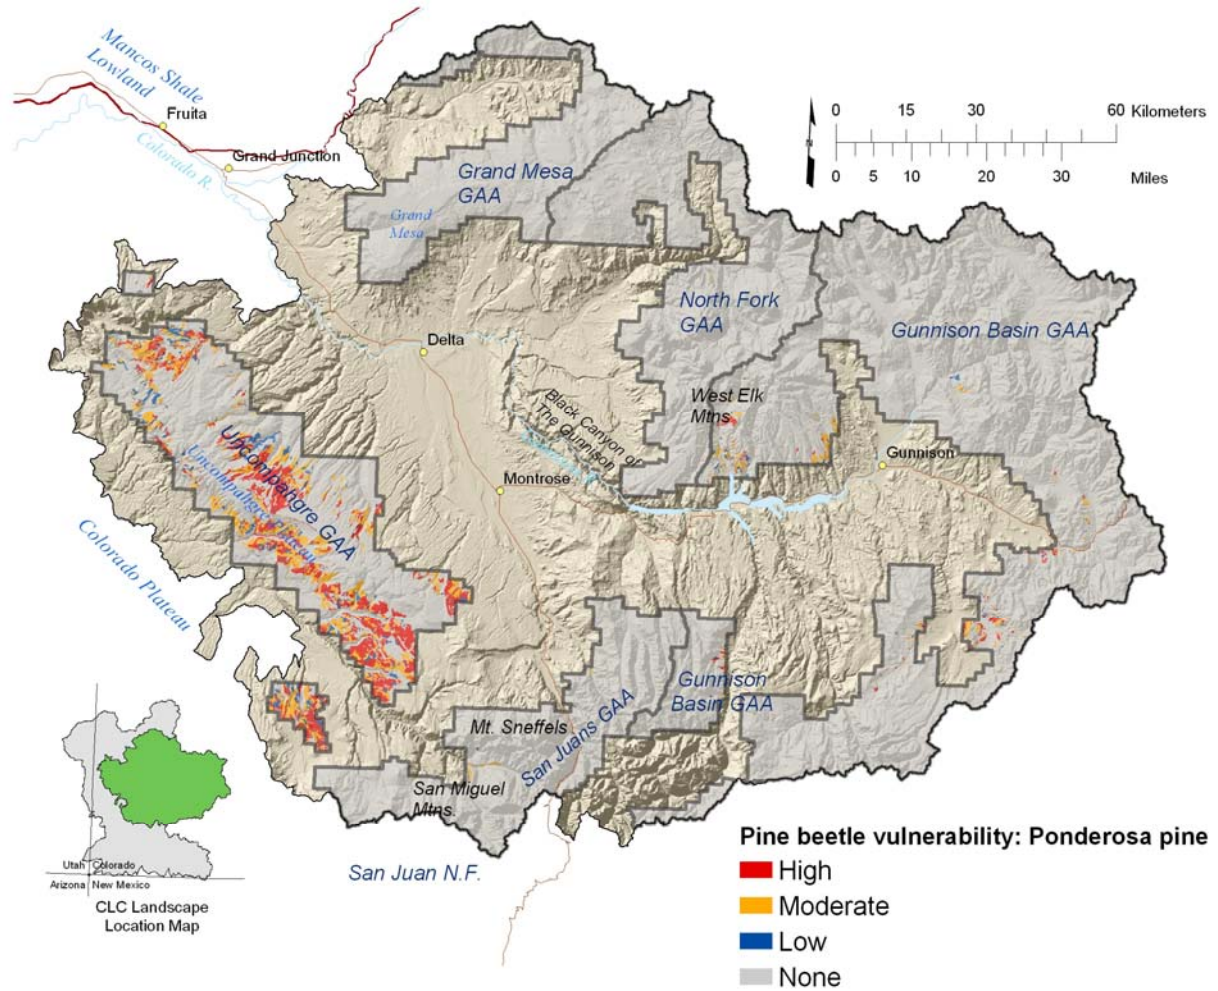 Mancos Shale
Lowland
Fruita
Grand Junction
Colorado R.
0 15 30 60 Kilometers
N
0 5 10 20 30 Miles
Grand Mesa
GAA
Grand
Mesa
North Fork
GAA
Gunnison Basin GAA
Delta
West Elk
Mtns
Black Canyon of
The Gunnison
Gunnison
Montrose
Uncompahgre GAA
Uncompahgre Plateau
Colorado Plateau
Gunnison
Basin GAA
Mt. Sneffels
San Juans GAA
San Miguel
Mtns.
San Juan N.F.
Utah Colorado
Arizona New Mexico
CLC Landscape
Location Map
Pine beetle vulnerability: Ponderosa pine
High
Moderate
Low
None